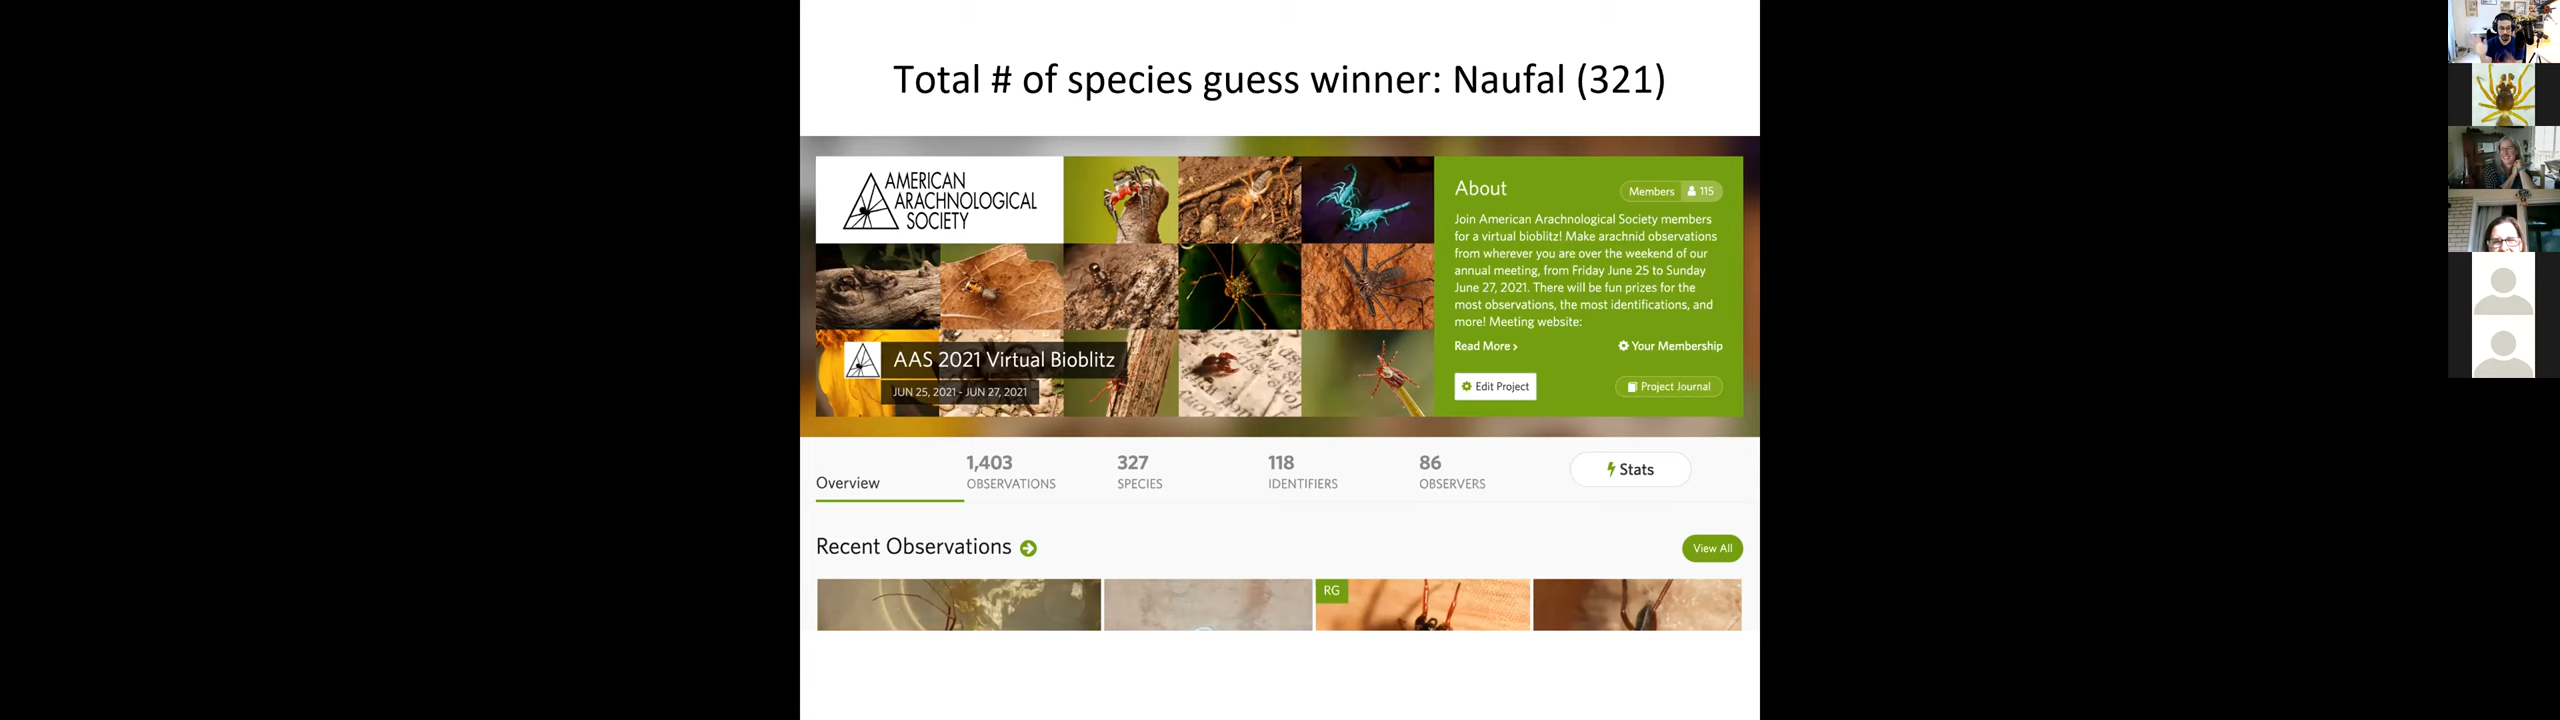 Total # of species guess winner: Naufal (321)
AMERICAN
ARACHNOLOGICAL
SOCIETY
AAS 2021 Virtual Bioblitz
JUN 25, 2021 - JUN 27, 2021
About
Members 115
Join American Arachnological Society members
for a virtual bioblitz! Make arachnid observations
from wherever you are over the weekend of our
annual meeting, from Friday June 25 to Sunday
June 27, 2021. There will be fun prizes for the
most observations, the most identifications, and
more! Meeting website:
Read More ›
Your Membership
Edit Project
Project Journal
Overview
1,403
OBSERVATIONS
327
SPECIES
118
IDENTIFIERS
86
OBSERVERS
Stats
Recent Observations
View All
RG